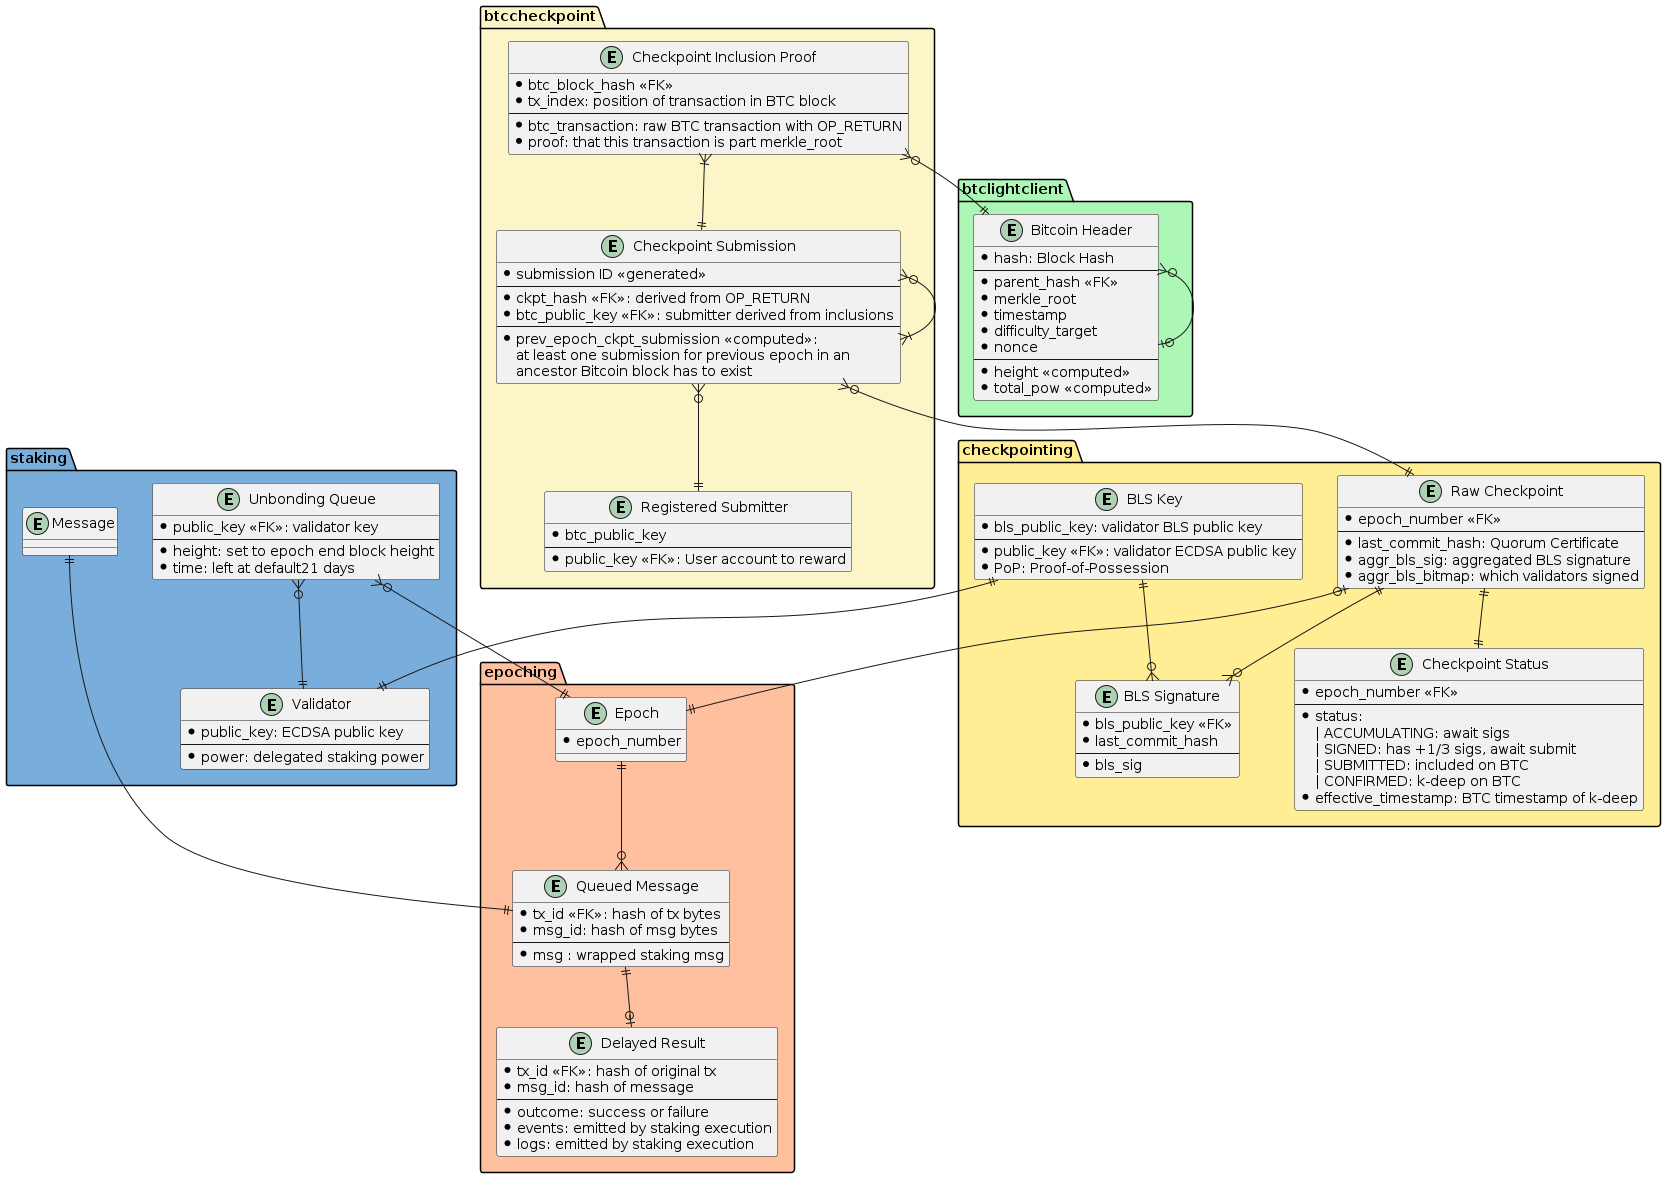 btccheckpoint
E Checkpoint Inclusion Proof
btc_block_hash «FK»
tx_index: position of transaction in BTC block
btc_transaction: raw BTC transaction with OP_RETURN
proof: that this transaction is part merkle_root
E Checkpoint Submission
submission ID «generated»
ckpt_hash «FK»: derived from OP_RETURN
btc_public_key «FK»: submitter derived from inclusions
prev_epoch_ckpt_submission «computed»:
at least one submission for previous epoch in an
ancestor Bitcoin block has to exist
E Registered Submitter
btc_public_key
public_key «FK»: User account to reward
btclightclient
E Bitcoin Header
hash: Block Hash
parent_hash «FK»
merkle_root
timestamp
difficulty_target
nonce
height «computed»
total_pow «computed»
staking
E Message
E Unbonding Queue
public_key «FK»: validator key
height: set to epoch end block height
time: left at default21 days
E Validator
public_key: ECDSA public key
power: delegated staking power
checkpointing
E BLS Key
bls_public_key: validator BLS public key
public_key «FK»: validator ECDSA public key
PoP: Proof-of-Possession
E Raw Checkpoint
epoch_number «FK»
last_commit_hash: Quorum Certificate
aggr_bls_sig: aggregated BLS signature
aggr_bls_bitmap: which validators signed
E BLS Signature
bls_public_key «FK»
last_commit_hash
bls_sig
E Checkpoint Status
epoch_number «FK»
status:
| ACCUMULATING: await sigs
| SIGNED: has +1/3 sigs, await submit
| SUBMITTED: included on BTC
| CONFIRMED: k-deep on BTC
effective_timestamp: BTC timestamp of k-deep
epoching
E Epoch
epoch_number
E Queued Message
tx_id «FK»: hash of tx bytes
msg_id: hash of msg bytes
msg : wrapped staking msg
E Delayed Result
tx_id «FK»: hash of original tx
msg_id: hash of message
outcome: success or failure
events: emitted by staking execution
logs: emitted by staking execution